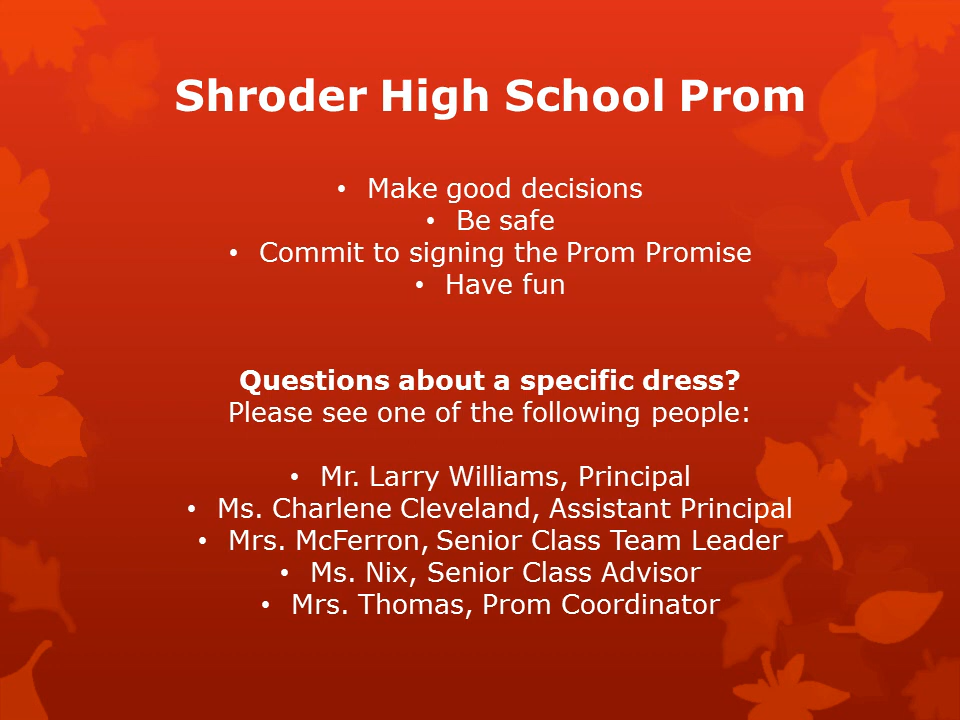 Shroder High School Prom
• Make good decisions
• Be safe
• Commit to signing the Prom Promise
• Have fun
Questions about a specific dress?
Please see one of the following people:
• Mr. Larry Williams, Principal
• Ms. Charlene Cleveland, Assistant Principal
• Mrs. McFerron, Senior Class Team Leader
• Ms. Nix, Senior Class Advisor
• Mrs. Thomas, Prom Coordinator